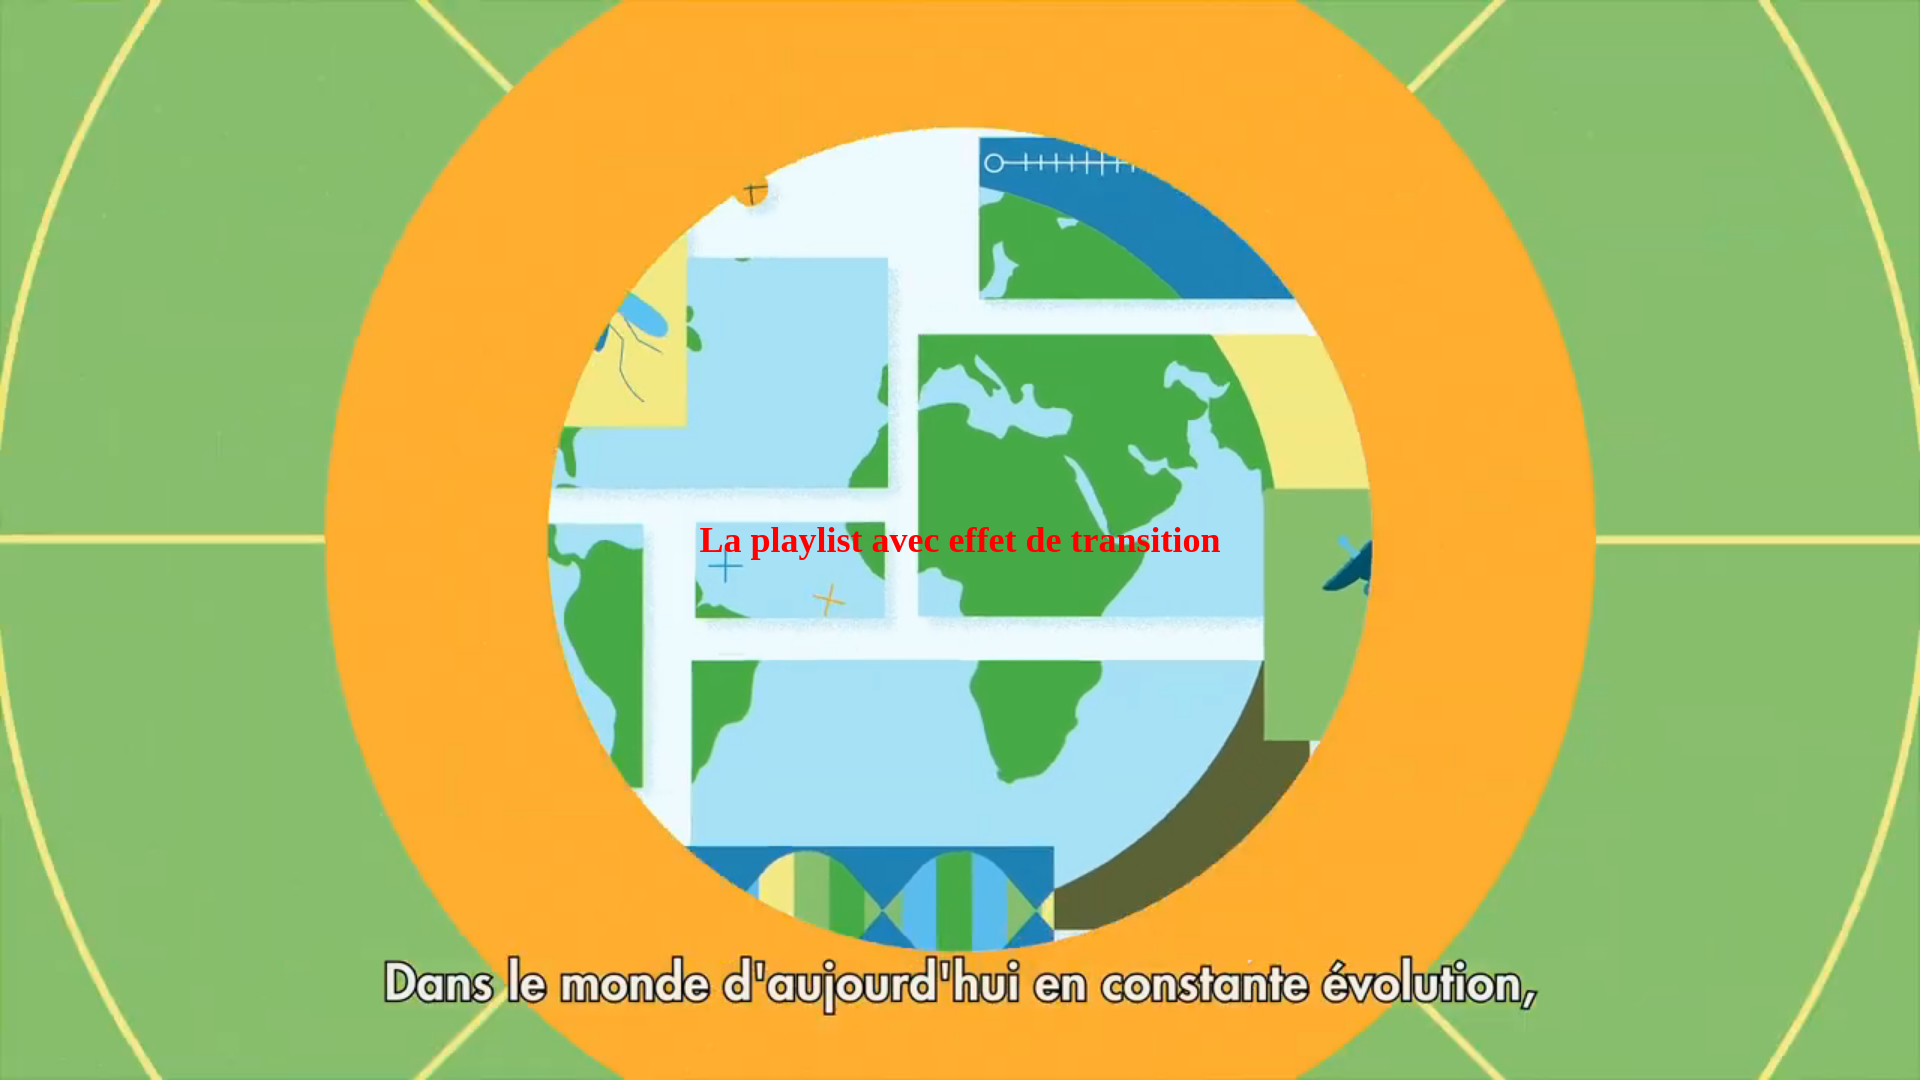 La playlist avec effet de transition
Dans le monde d'aujourd'hui en constante évolution,